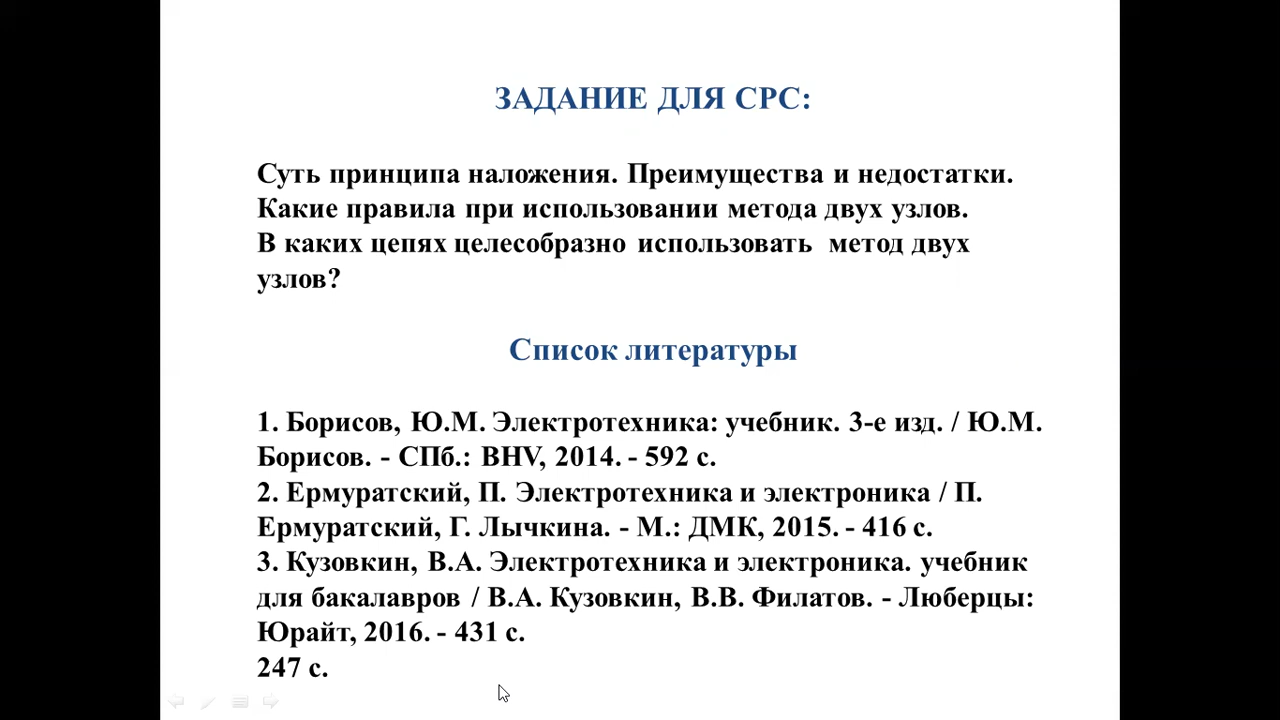 ЗАДАНИЕ ДЛЯ СРС:
Суть принципа наложения. Преимущества и недостатки.
Какие правила при использовании метода двух узлов.
В каких цепях целесобразно использовать метод двух
узлов?
Список литературы
1. Борисов, Ю.М. Электротехника: учебник. 3-е изд. / Ю.М.
Борисов. - СПб.: BHV, 2014. - 592 с.
2. Ермуратский, П. Электротехника и электроника / П.
Ермуратский, Г. Лычкина. - М.: ДМК, 2015. - 416 с.
3. Кузовкин, В.А. Электротехника и электроника. учебник
для бакалавров / В.А. Кузовкин, В.В. Филатов. - Люберцы:
Юрайт, 2016. - 431 с.
247 с.